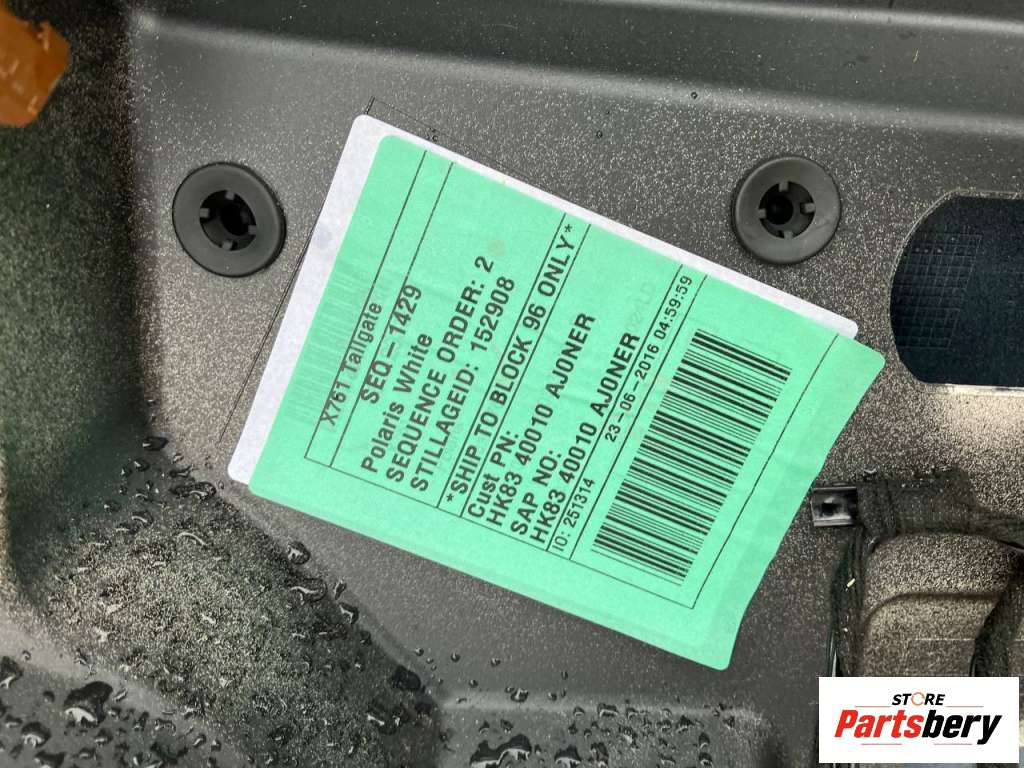 X761 Tailgate
SEQ-1429
Polaris White
SEQUENCE ORDER: 2
STILLAGEID: 152908
*SHIP TO BLOCK 96 ONLY*
Cust PN:
HK83 40010 AJONER
SAP NO:
HK83 40010 AJONER
ID: 251314 23-06-2016 04:59:59
STORE
Partsbery